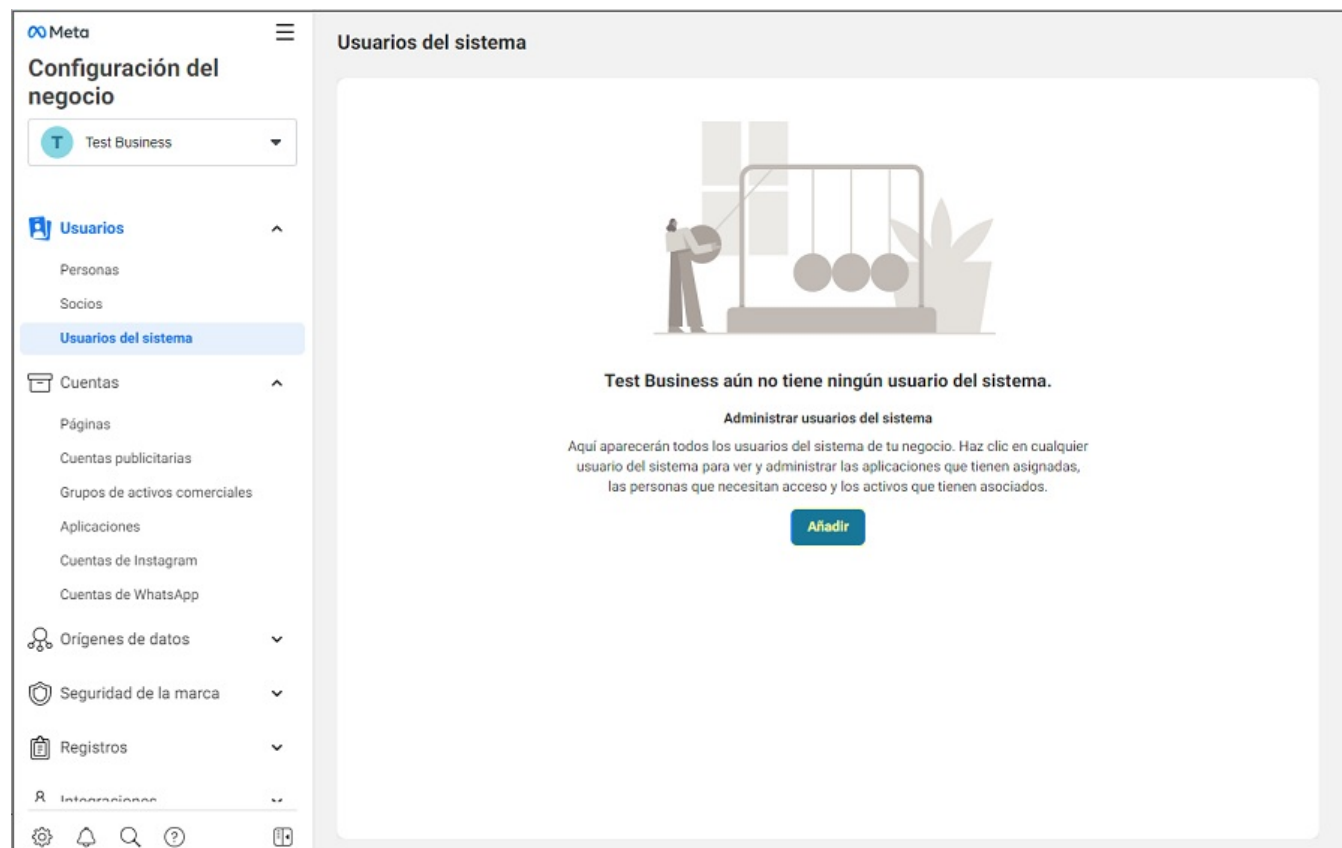 Meta
Configuración del
negocio
T Test Business
Usuarios
Personas
Socios
Usuarios del sistema
Cuentas
Páginas
Cuentas publicitarias
Grupos de activos comerciales
Aplicaciones
Cuentas de Instagram
Cuentas de WhatsApp
Orígenes de datos
Seguridad de la marca
Registros
Integraciones
Usuarios del sistema
Test Business aún no tiene ningún usuario del sistema.
Administrar usuarios del sistema
Aquí aparecerán todos los usuarios del sistema de tu negocio. Haz clic en cualquier
usuario del sistema para ver y administrar las aplicaciones que tienen asignadas,
las personas que necesitan acceso y los activos que tienen asociados.
Añadir